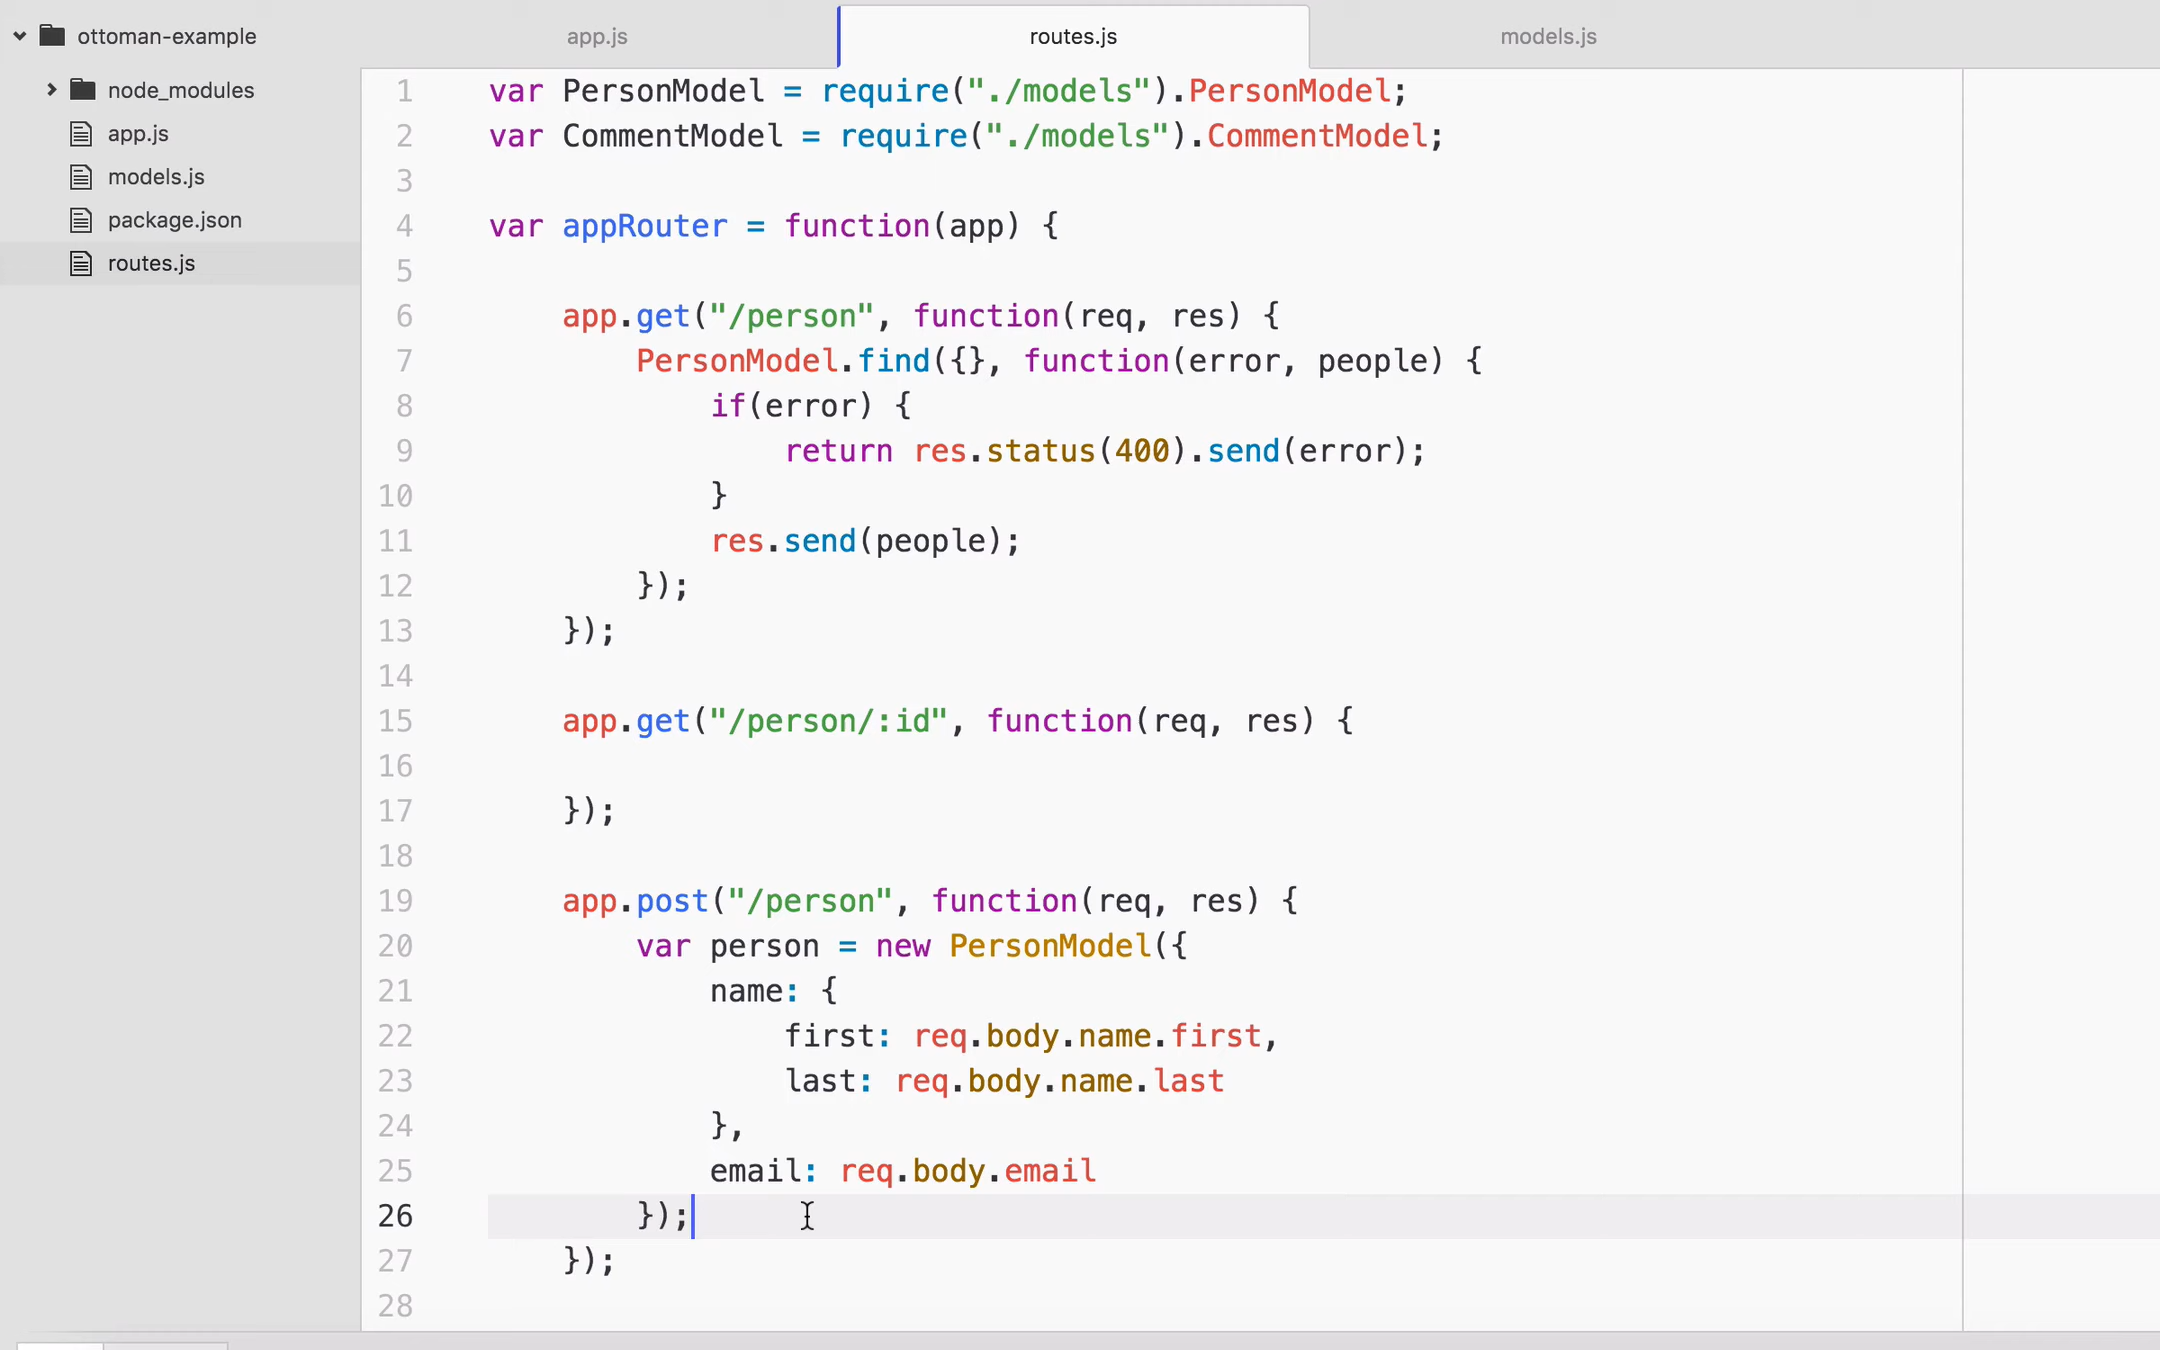 ottoman-example
node_modules
app.js
models.js
package.json
routes.js
app.js
routes.js
models.js
1 var PersonModel = require("./models").PersonModel;
2 var CommentModel = require("./models").CommentModel;
3
4 var appRouter = function(app) {
5
6     app.get("/person", function(req, res) {
7         PersonModel.find({}, function(error, people) {
8             if(error) {
9                 return res.status(400).send(error);
10             }
11             res.send(people);
12         });
13     });
14
15     app.get("/person/:id", function(req, res) {
16
17     });
18
19     app.post("/person", function(req, res) {
20         var person = new PersonModel({
21             name: {
22                 first: req.body.name.first,
23                 last: req.body.name.last
24             },
25             email: req.body.email
26         });
27     });
28